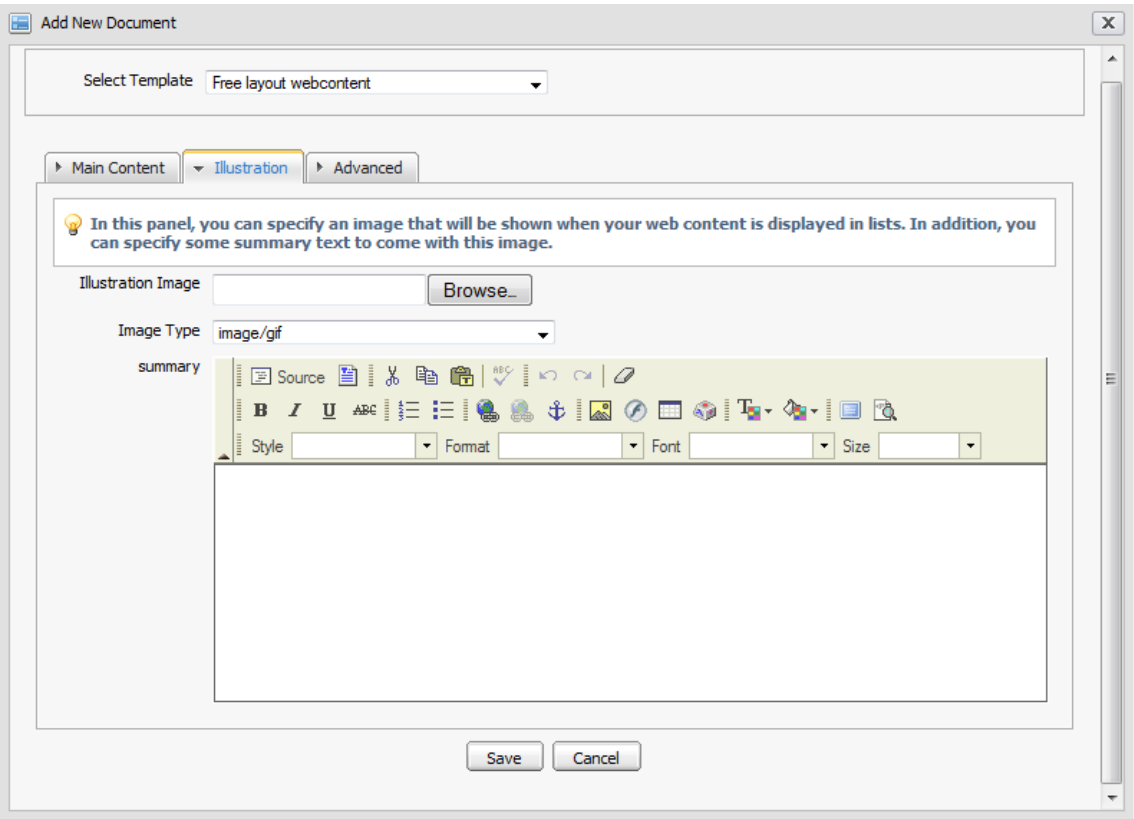 Add New Document
X
Select Template Free layout webcontent
Main Content Illustration Advanced
In this panel, you can specify an image that will be shown when your web content is displayed in lists. In addition, you
can specify some summary text to come with this image.
Illustration Image Browse...
Image Type image/gif
summary Source ABC
B I U ABC
Style Format Font Size
Save Cancel